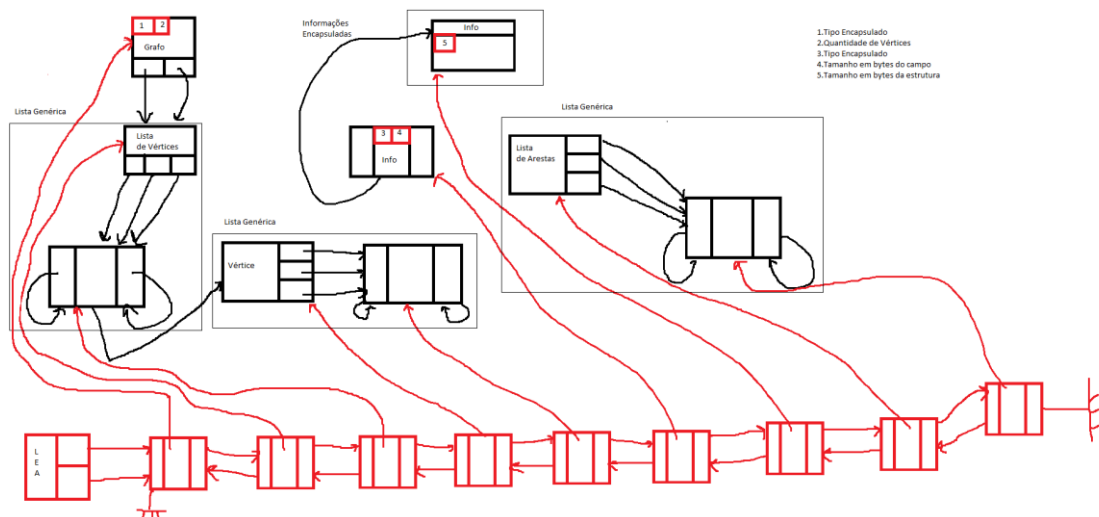 1 2
Grafo
Informações
Encapsuladas
Info
5
1.Tipo Encapsulado
2.Quantidade de Vértices
3.Tipo Encapsulado
4.Tamanho em bytes do campo
5.Tamanho em bytes da estrutura
Lista Genérica
Lista
de Vértices
3 4
Info
Lista Genérica
Lista
de Arestas
Lista Genérica
Vértice
L
E
A